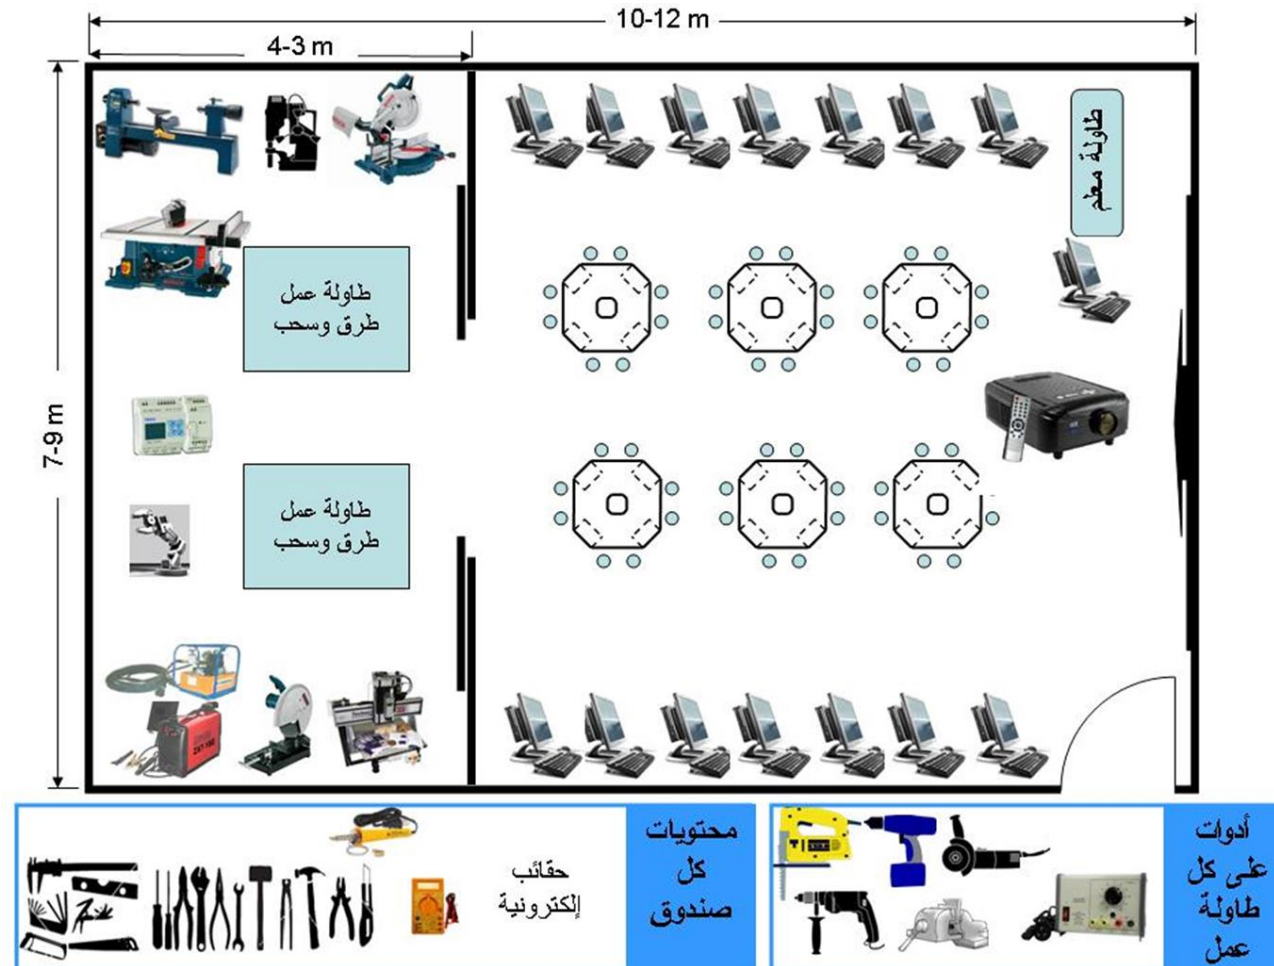 10-12 m
4-3 m
7-9 m
طاولة معلم
طاولة عمل
طرق وسحب
طاولة عمل
طرق وسحب
محتويات
كل
صندوق
حقائب
إلكترونية
أدوات
على كل
طاولة
عمل